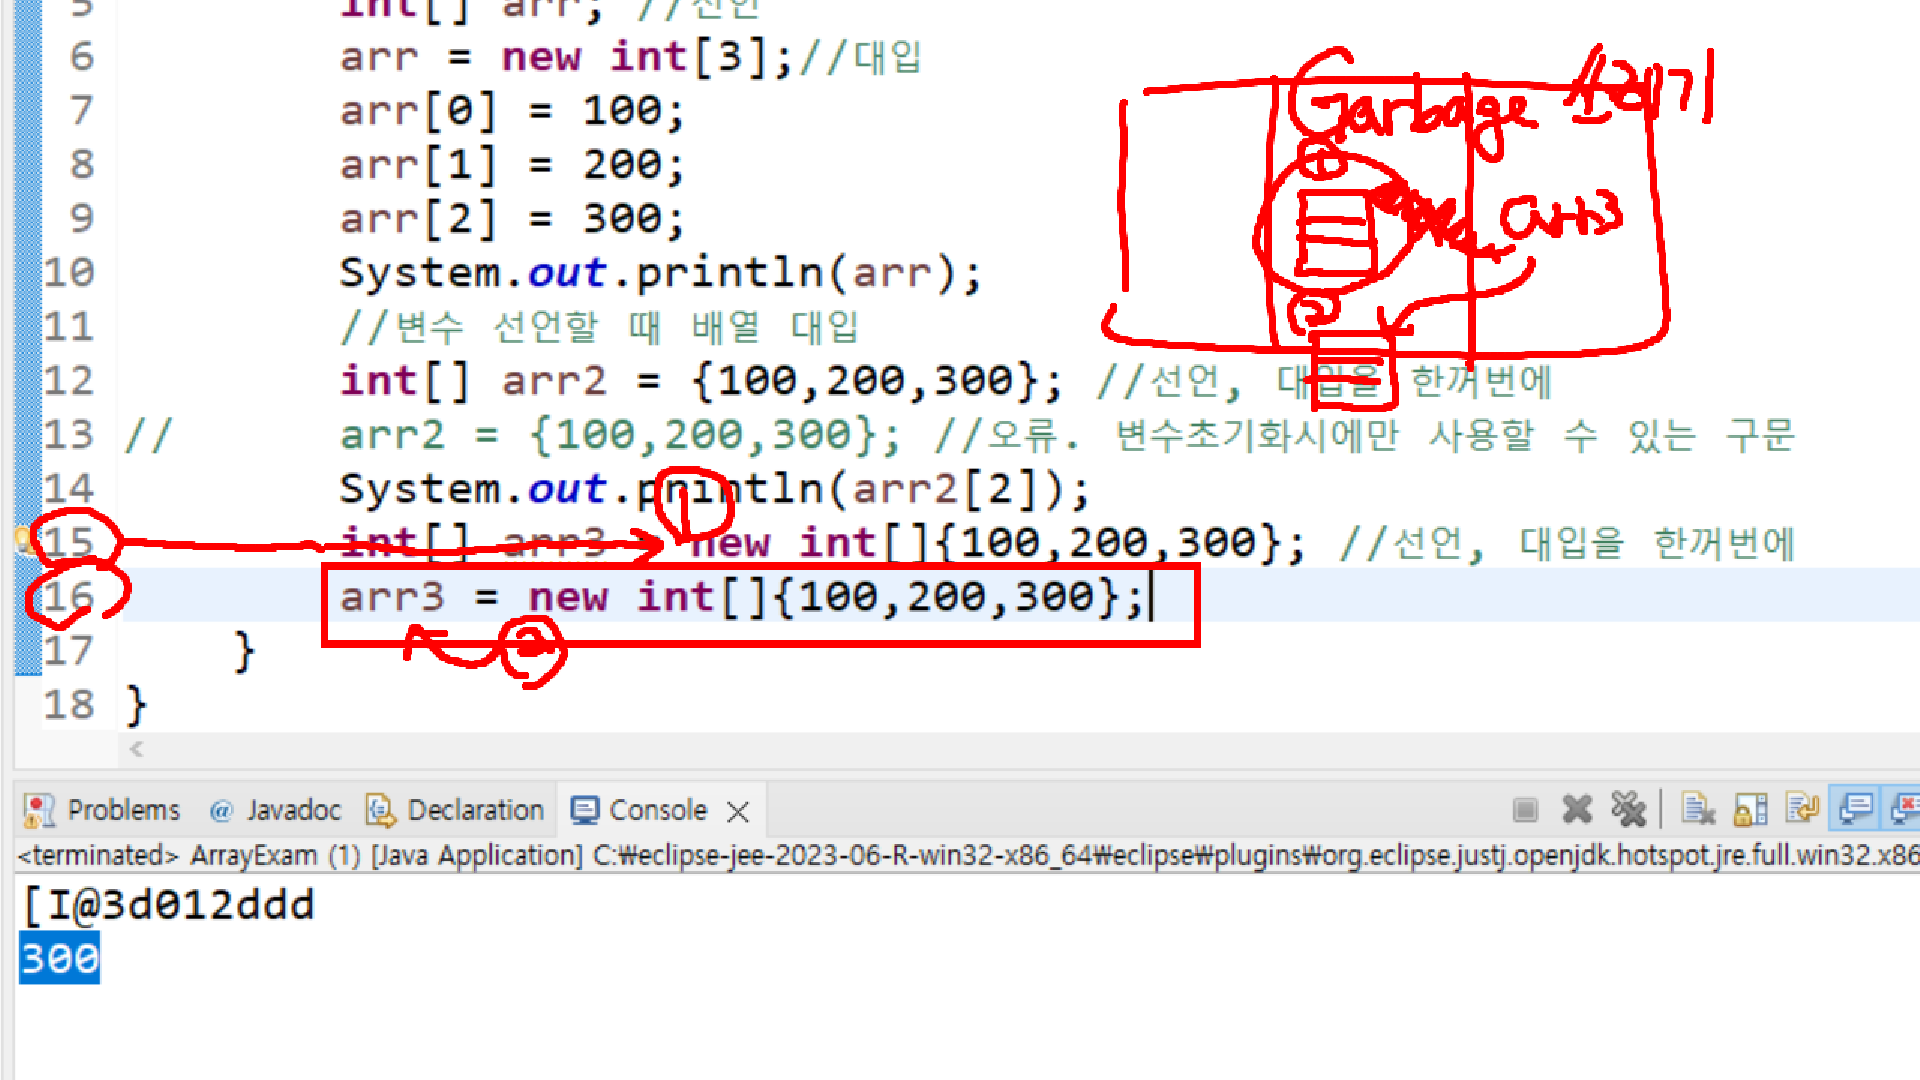 5 int[] arr; //선언
6 arr = new int[3];//대입
7 arr[0] = 100;
8 arr[1] = 200;
9 arr[2] = 300;
10 System.out.println(arr);
11 //변수 선언할 때 배열 대입
12 int[] arr2 = {100,200,300}; //선언, 대입을 한꺼번에
13 // arr2 = {100,200,300}; //오류. 변수초기화시에만 사용할 수 있는 구문
14 System.out.println(arr2[2]);
15 int[] arr3 = new int[]{100,200,300}; //선언, 대입을 한꺼번에
16 arr3 = new int[]{100,200,300};
17 }
18 }
Garbage
①
arr3
②
①
②
Problems @ Javadoc Declaration Console
<terminated> ArrayExam (1) [Java Application] C:₩eclipse-jee-2023-06-R-win32-x86_64₩eclipse₩plugins₩org.eclipse.justj.openjdk.hotspot.jre.full.win32.x86
[I@3d012ddd
300